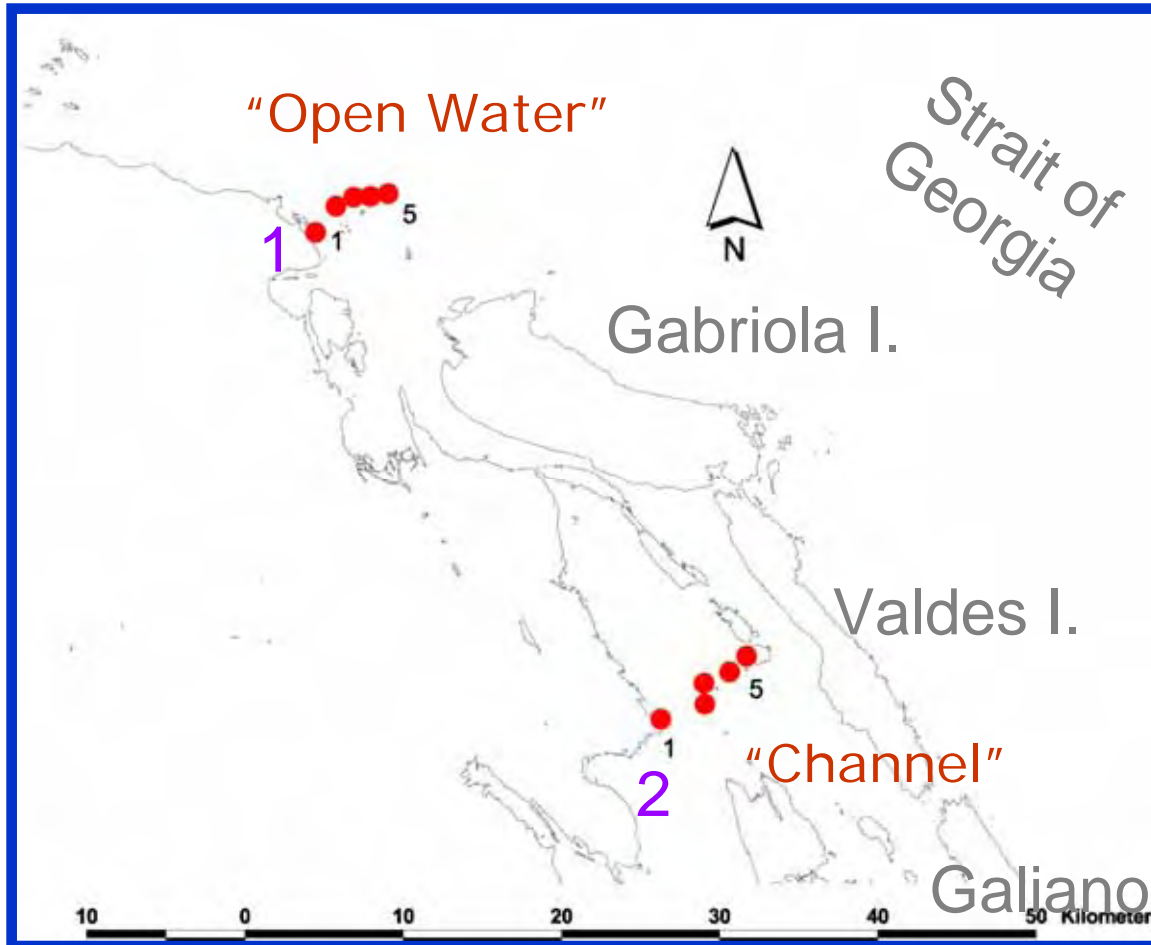 "Open Water"
Strait of
Georgia
5
1
1
N
Gabriola I.
Valdes I.
5
1
"Channel"
2
Galiano
10 0 10 20 30 40 50 Kilometer